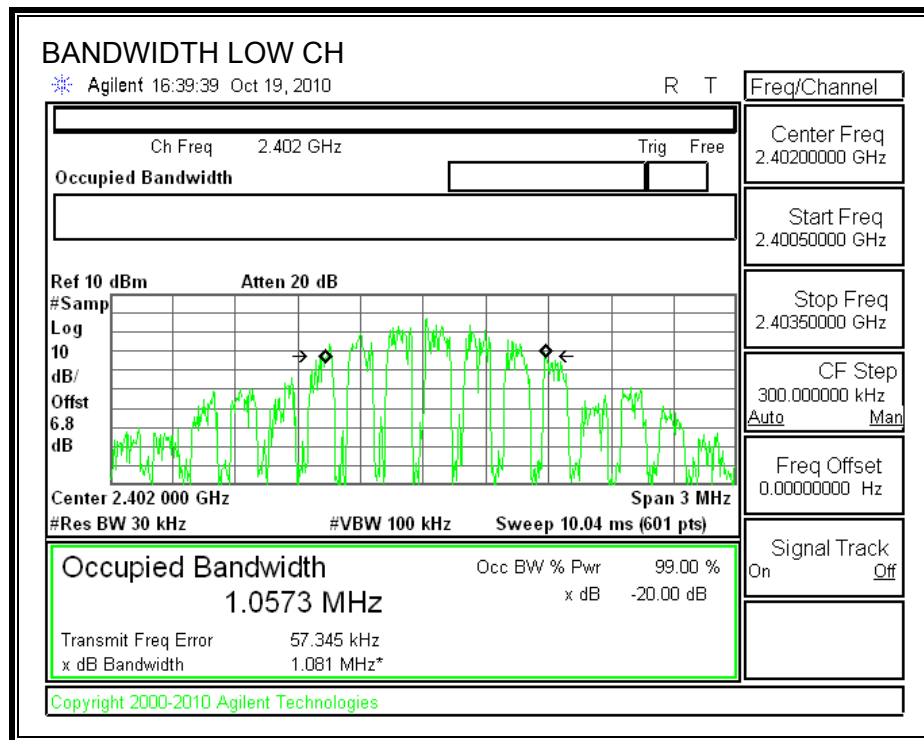 BANDWIDTH LOW CH
Agilent 16:39:39 Oct 19, 2010 R T
Freq/Channel
Ch Freq 2.402 GHz Trig Free
Occupied Bandwidth
Center Freq
2.40200000 GHz
Start Freq
2.40050000 GHz
Stop Freq
2.40350000 GHz
CF Step
300.000000 kHz
Auto Man
Freq Offset
0.00000000 Hz
Signal Track
On Off
Ref 10 dBm Atten 20 dB
#Samp
Log
10
dB/
Offst
6.8
dB
Center 2.402 000 GHz Span 3 MHz
#Res BW 30 kHz #VBW 100 kHz Sweep 10.04 ms (601 pts)
Occupied Bandwidth Occ BW % Pwr 99.00 %
1.0573 MHz x dB -20.00 dB
Transmit Freq Error 57.345 kHz
x dB Bandwidth 1.081 MHz*
Copyright 2000-2010 Agilent Technologies